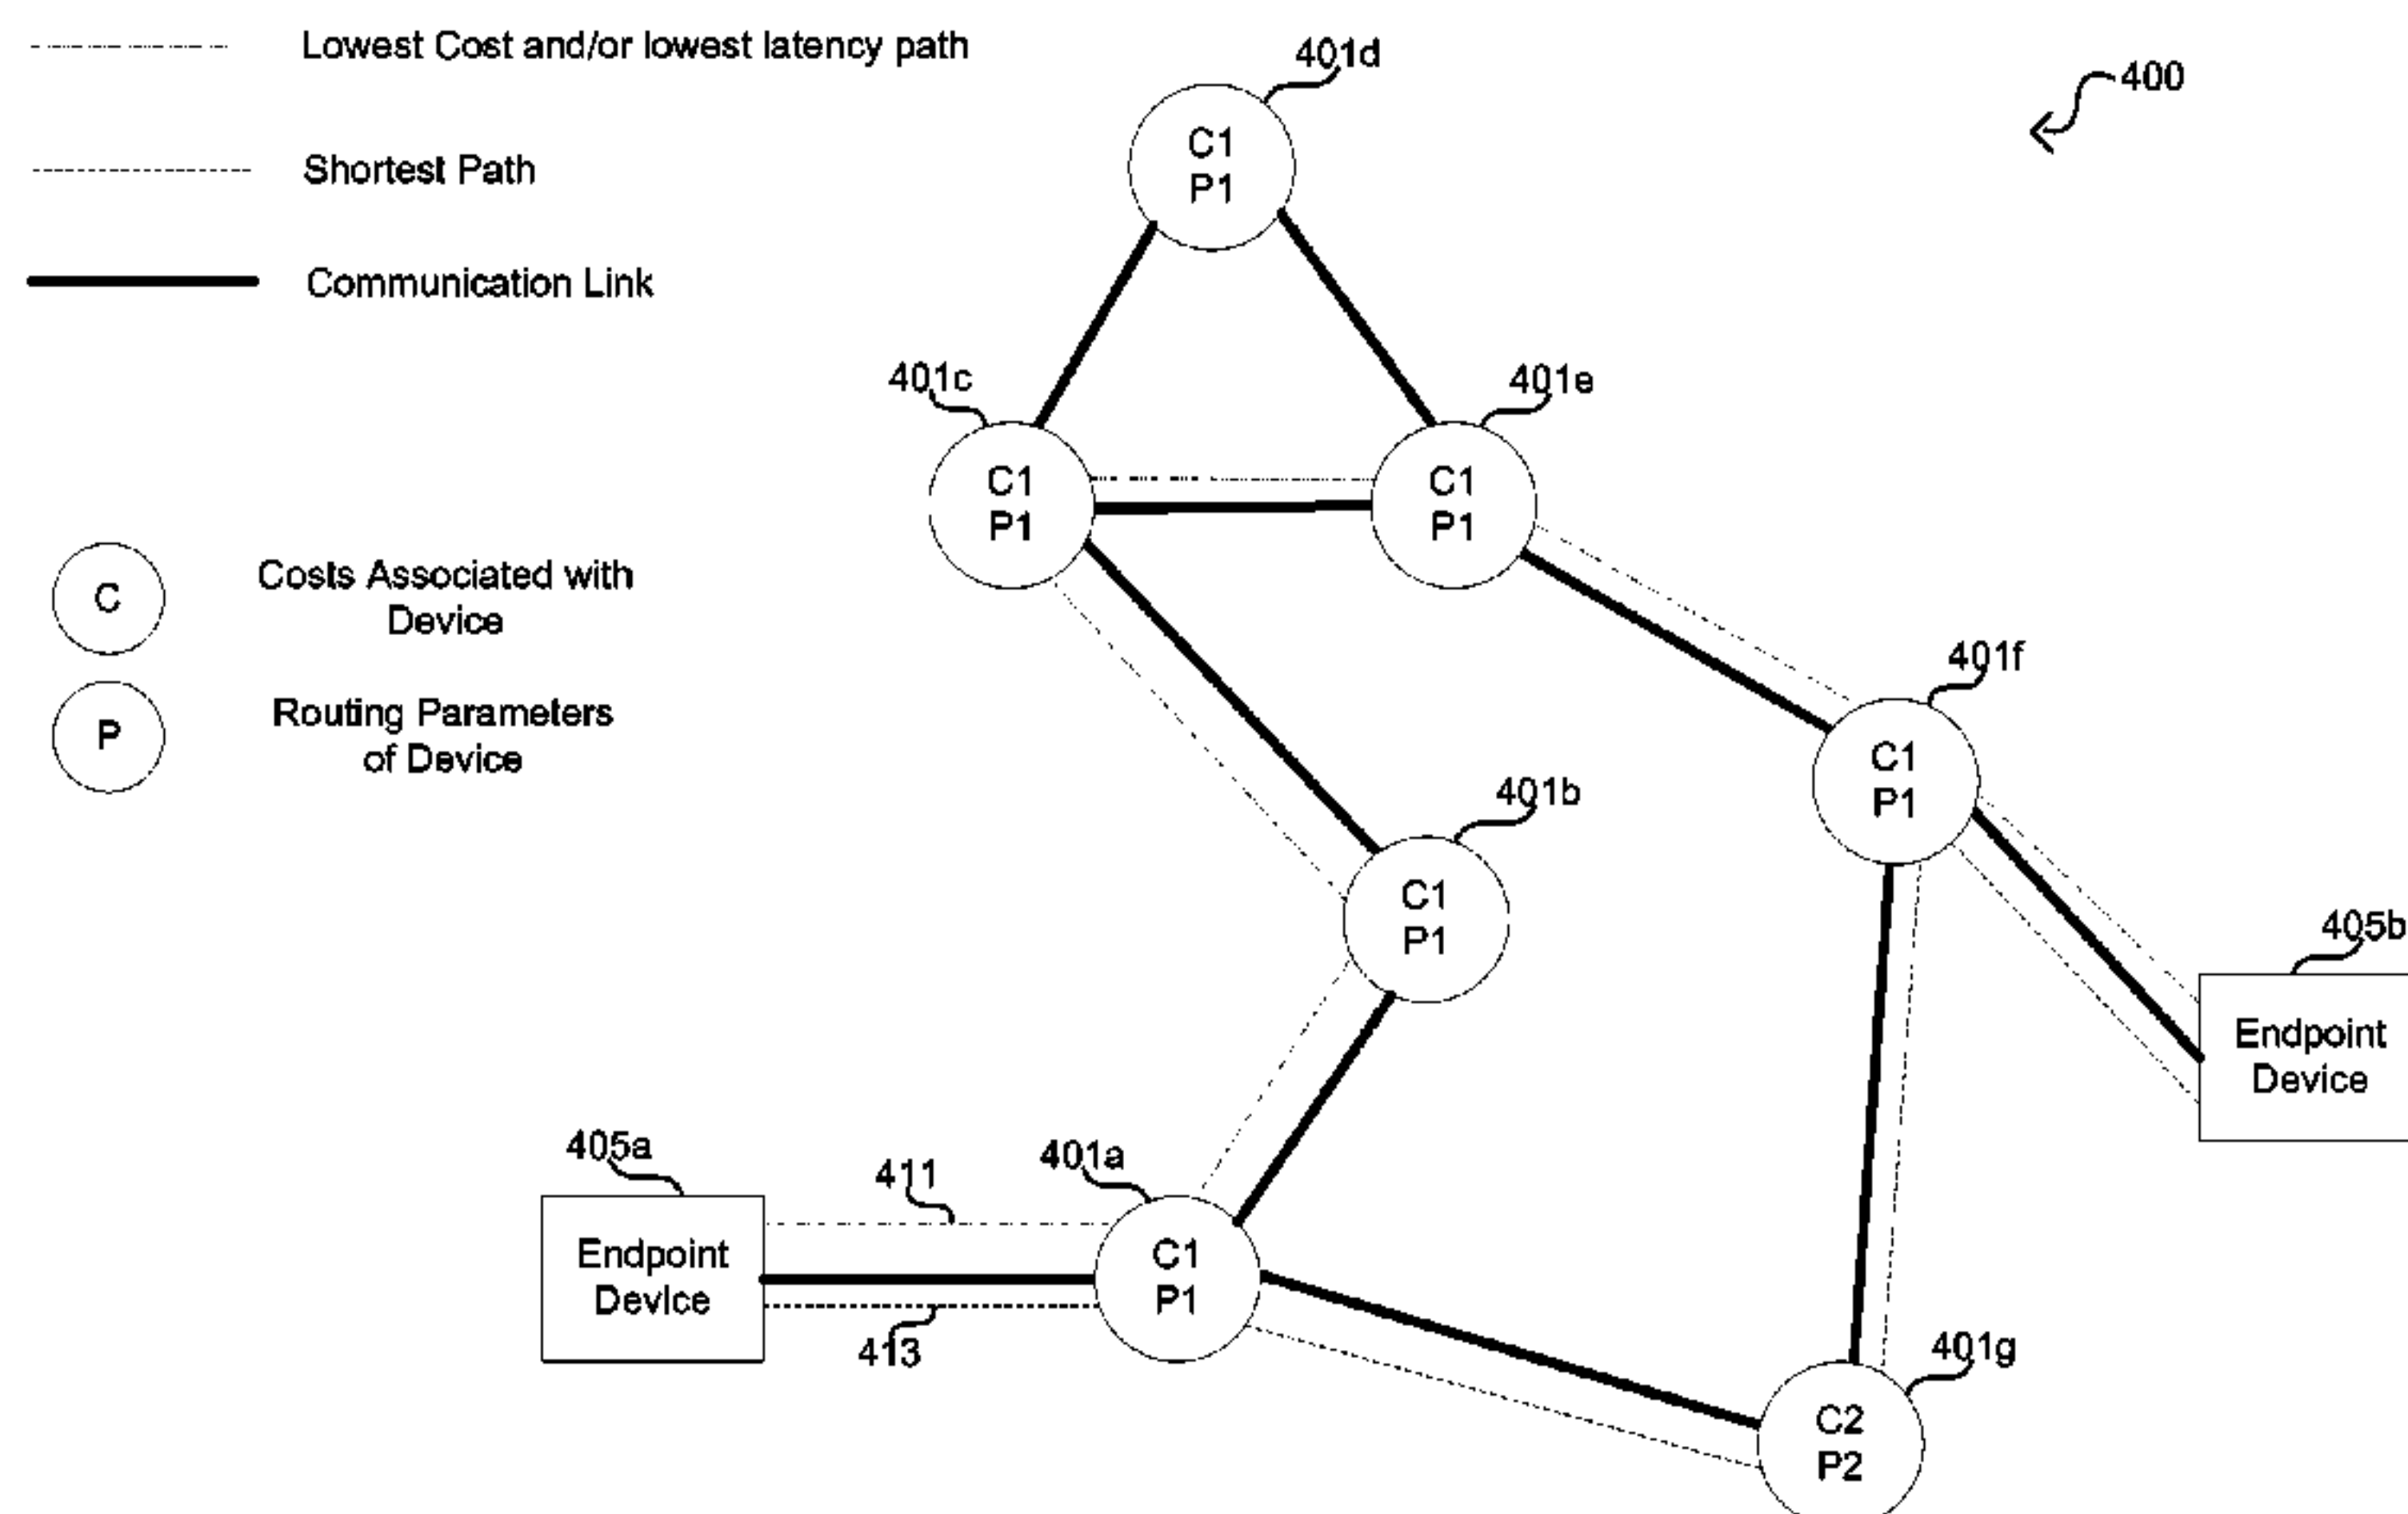 Lowest Cost and/or lowest latency path
Shortest Path
Communication Link
C
Costs Associated with
Device
P
Routing Parameters
of Device
400
401d
C1
P1
401c
C1
P1
401e
C1
P1
401f
C1
P1
401b
C1
P1
405b
Endpoint
Device
405a
Endpoint
Device
411
413
401a
C1
P1
401g
C2
P2